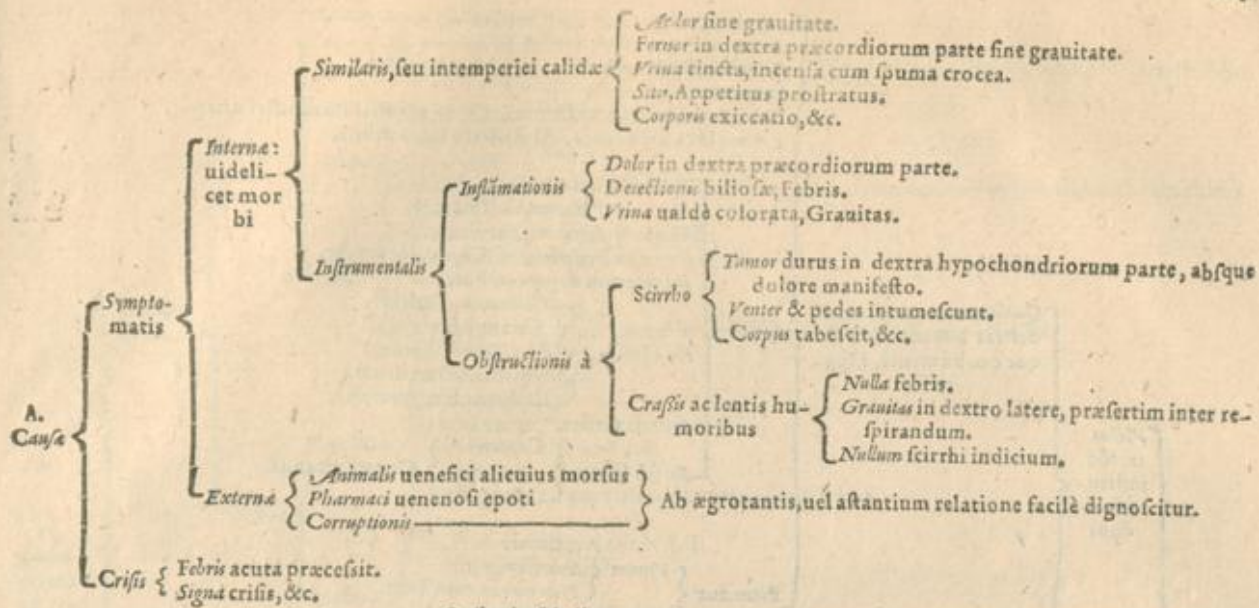 sine grauitate.
Feruor in dextra præcordiorum parte sine grauitate.
Similaris, seu intemperiei calidæ
Vrina tincta, intensa cum spuma crocea.
Sitis, Appetitus prostratus.
Corporis exiccatio, &c.
Internæ:
uideli-
cet mor
bi
Inflāmationis
Dolor in dextra præcordiorum parte.
Deiectiones biliosæ, Febris.
Vrina ualdè colorata, Grauitas.
Instrumentalis
Sympto-
matis
Scirrho
Tumor durus in dextra hypochondriorum parte, absque
dolore manifesto.
Venter & pedes intumescunt.
Corpus tabescit, &c.
Obstructionis à
Crassis ac lentis hu-
moribus
Nulla febris.
Grauitas in dextro latere, præsertim inter re-
spirandum.
Nullum scirrhi indicium.
A.
Causæ
Externæ
Animalis uenefici alicuius morsus
Pharmaci uenenosi epoti
Corruptionis
Ab ægrotantis, uel astantium relatione facilè dignoscitur.
Crisis
Febris acuta præcessit.
Signa crisis, &c.